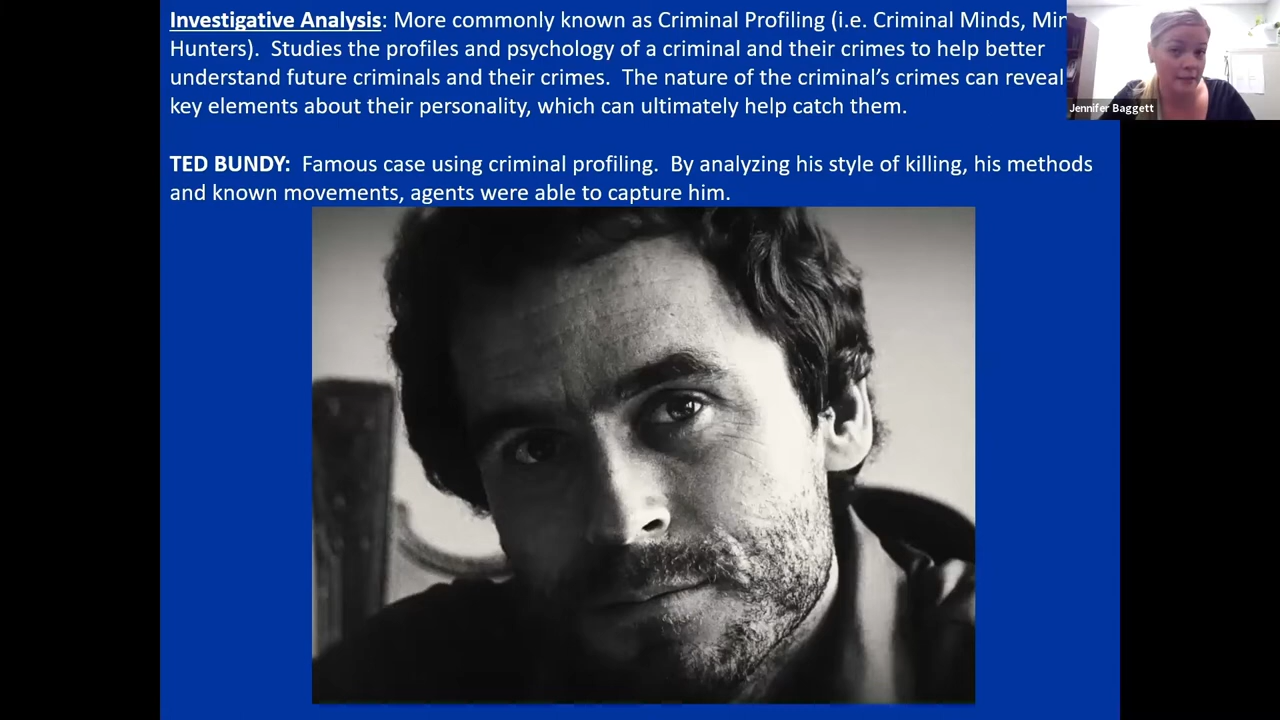 Investigative Analysis: More commonly known as Criminal Profiling (i.e. Criminal Minds,
Hunters). Studies the profiles and psychology of a criminal and their crimes to help better
understand future criminals and their crimes. The nature of the criminal's crimes can reveal
key elements about their personality, which can ultimately help catch them.
Jennifer Baggett
TED BUNDY: Famous case using criminal profiling. By analyzing his style of killing, his methods
and known movements, agents were able to capture him.